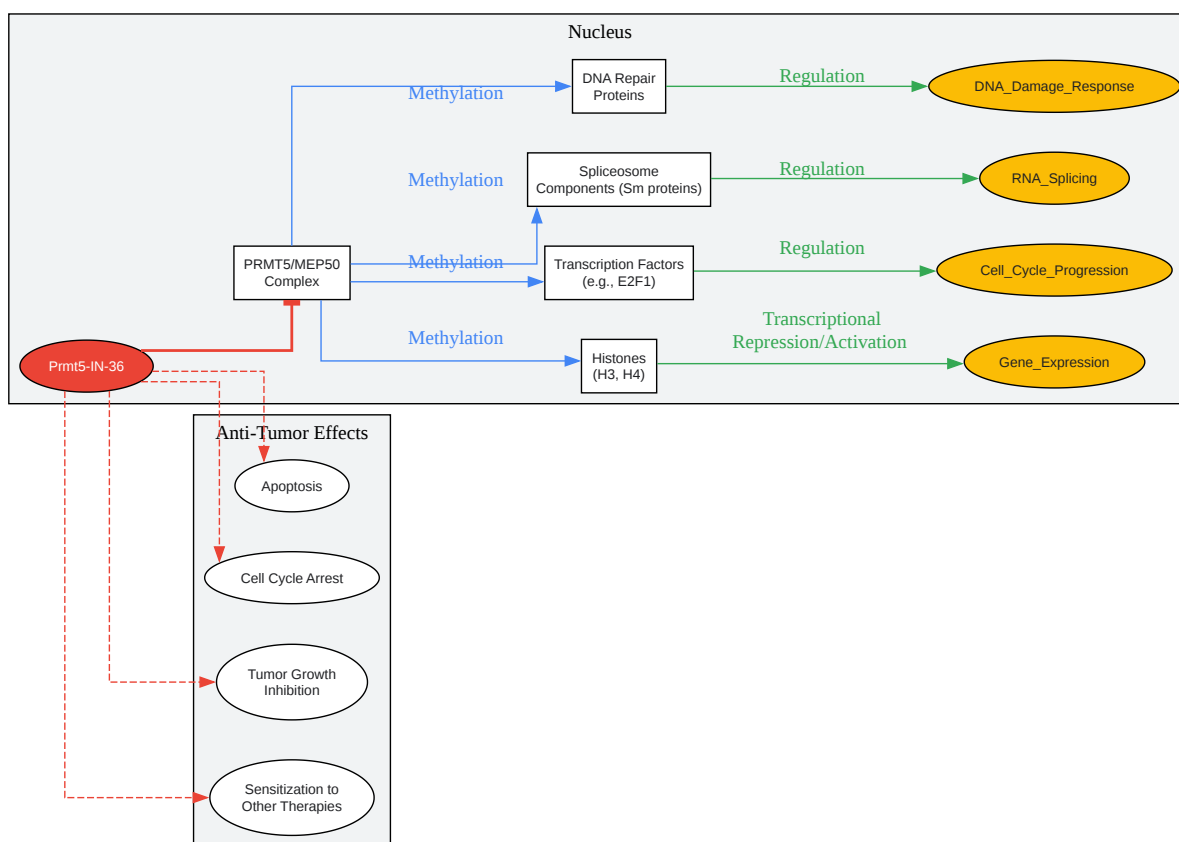 Nucleus
DNA Repair
Proteins
Methylation
Regulation
DNA_Damage_Response
Spliceosome
Components (Sm proteins)
Methylation
Regulation
RNA_Splicing
PRMT5/MEP50
Complex
Methylation
Transcription Factors
(e.g., E2F1)
Regulation
Cell_Cycle_Progression
Methylation
Histones
(H3, H4)
Transcriptional
Repression/Activation
Gene_Expression
Prmt5-IN-36
Anti-Tumor Effects
Apoptosis
Cell Cycle Arrest
Tumor Growth
Inhibition
Sensitization to
Other Therapies